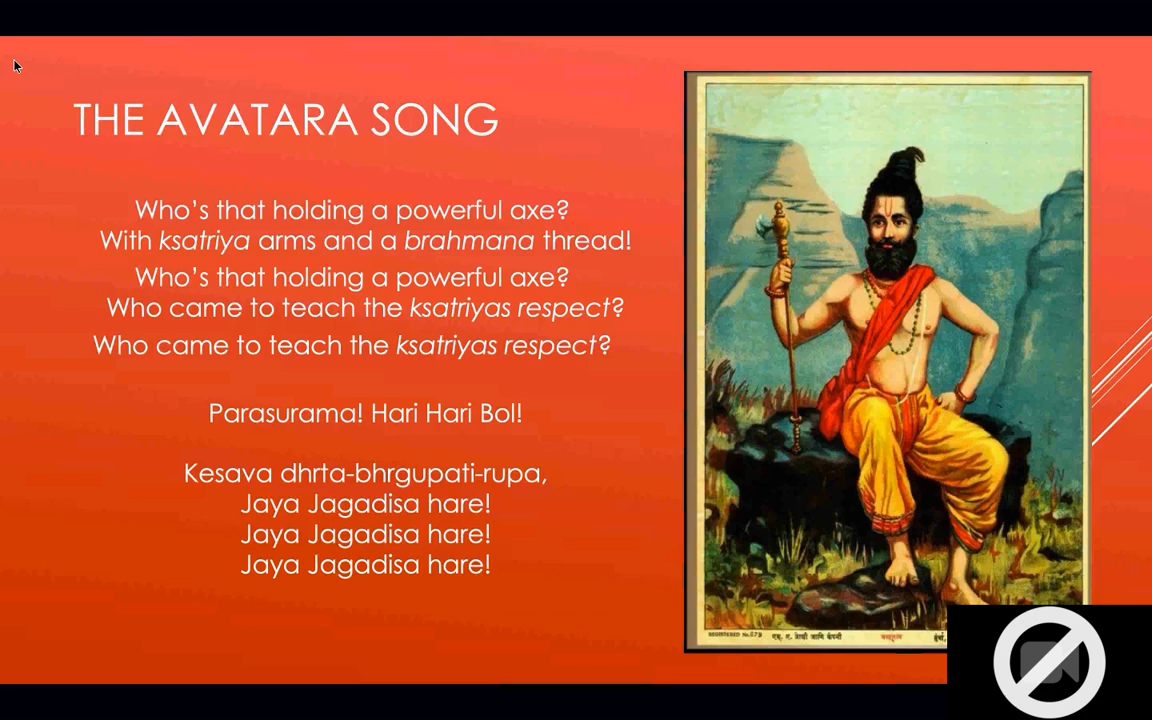 THE AVATARA SONG
Who's that holding a powerful axe?
With ksatriya arms and a brahmana thread!
Who's that holding a powerful axe?
Who came to teach the ksatriyas respect?
Who came to teach the ksatriyas respect?
Parasurama! Hari Hari Bol!
Kesava dhrta-bhrgupati-rupa,
Jaya Jagadisa hare!
Jaya Jagadisa hare!
Jaya Jagadisa hare!
REGISTERED